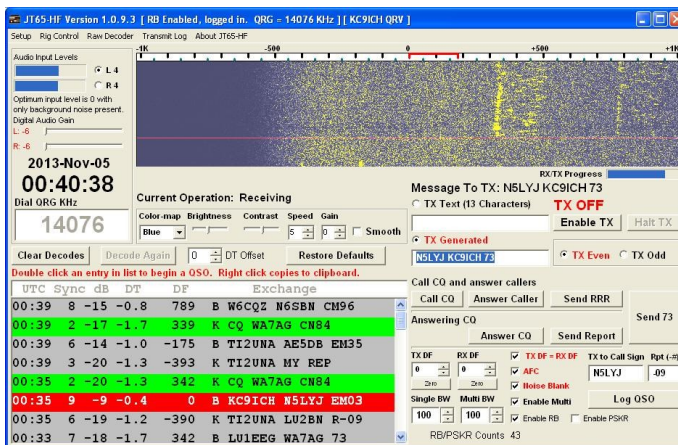 JT65-HF Version 1.0.9.3 [ RB Enabled, logged in. QRG = 14076 KHz ] [ KC9ICH QRV ]
Setup Rig Control Raw Decoder Transmit Log About JT65-HF
-1K -500 0 +500 +1K
Audio Input Levels
L 4
R 4
Optimum input level is 0 with
only background noise present.
Digital Audio Gain
L: -6
R: -6
2013-Nov-05
00:40:38
Dial QRG KHz
14076
RX/TX Progress
Current Operation: Receiving
Color-map Brightness Contrast Speed Gain
Blue 5 0 Smooth
Message To TX: N5LYJ KC9ICH 73
TX Text (13 Characters) TX OFF
Enable TX Halt TX
TX Generated
N5LYJ KC9ICH 73
TX Even TX Odd
Clear Decodes Decode Again 0 DT Offset Restore Defaults
Double click an entry in list to begin a QSO. Right click copies to clipboard.
UTC Sync dB DT DF Exchange
00:39 8 -15 -0.8 789 B W6CQZ N6SBN CM96
00:39 2 -17 -1.7 339 K CQ WA7AG CN84
00:39 6 -14 -1.0 -175 B TI2UNA AE5DB EM35
00:39 3 -20 -1.3 -393 K TI2UNA MY REP
00:35 2 -20 -1.3 342 K CQ WA7AG CN84
00:35 9 -9 -0.4 0 B KC9ICH N5LYJ EM03
00:35 6 -19 -1.2 -390 K TI2UNA LU2BN R-09
00:33 7 -18 -1.7 342 B LU1EEG WA7AG 73
Call CQ and answer callers
Call CQ Answer Caller Send RRR
Answering CQ
Answer CQ Send Report
Send 73
TX DF RX DF
0 0
Zero Zero
Single BW Multi BW
100 100
TX DF = RX DF
AFC
Noise Blank
Enable Multi
Enable RB Enable PSKR
TX to Call Sign Rpt (-#)
N5LYJ -09
Log QSO
RB/PSKR Counts 43